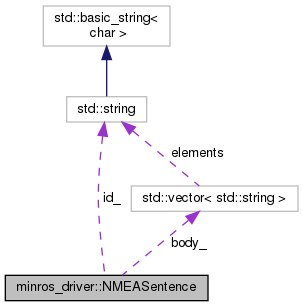 std::basic_string<
char >
std::string
elements
id_
std::vector< std::string >
body_
minros_driver::NMEASentence